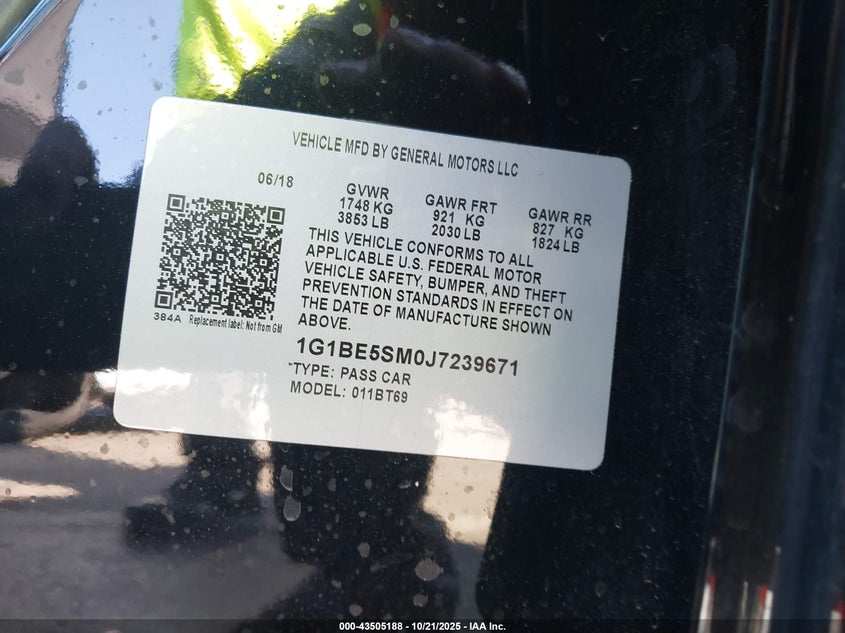 VEHICLE MFD BY GENERAL MOTORS LLC
06/18
GVWR
1748 KG
3853 LB
GAWR FRT
921 KG
2030 LB
GAWR RR
827 KG
1824 LB
THIS VEHICLE CONFORMS TO ALL
APPLICABLE U.S. FEDERAL MOTOR
VEHICLE SAFETY, BUMPER, AND THEFT
PREVENTION STANDARDS IN EFFECT ON
THE DATE OF MANUFACTURE SHOWN
ABOVE.
384A Replacement label: Not from GM
1G1BE5SM0J7239671
TYPE: PASS CAR
MODEL: 011BT69
000-43505188 - 10/21/2025 - IAA Inc.